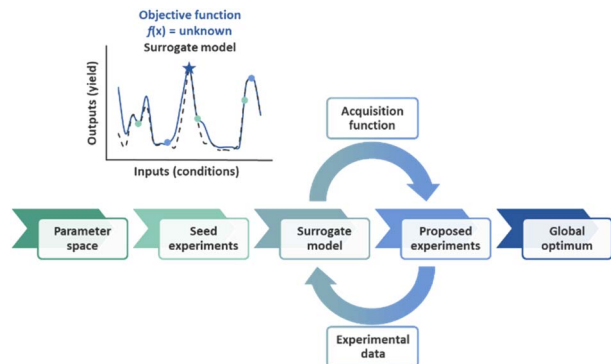 Objective function
f(x) = unknown
Surrogate model
Outputs (yield)
Inputs (conditions)
Acquisition
function
Parameter
space
Seed
experiments
Surrogate
model
Proposed
experiments
Global
optimum
Experimental
data